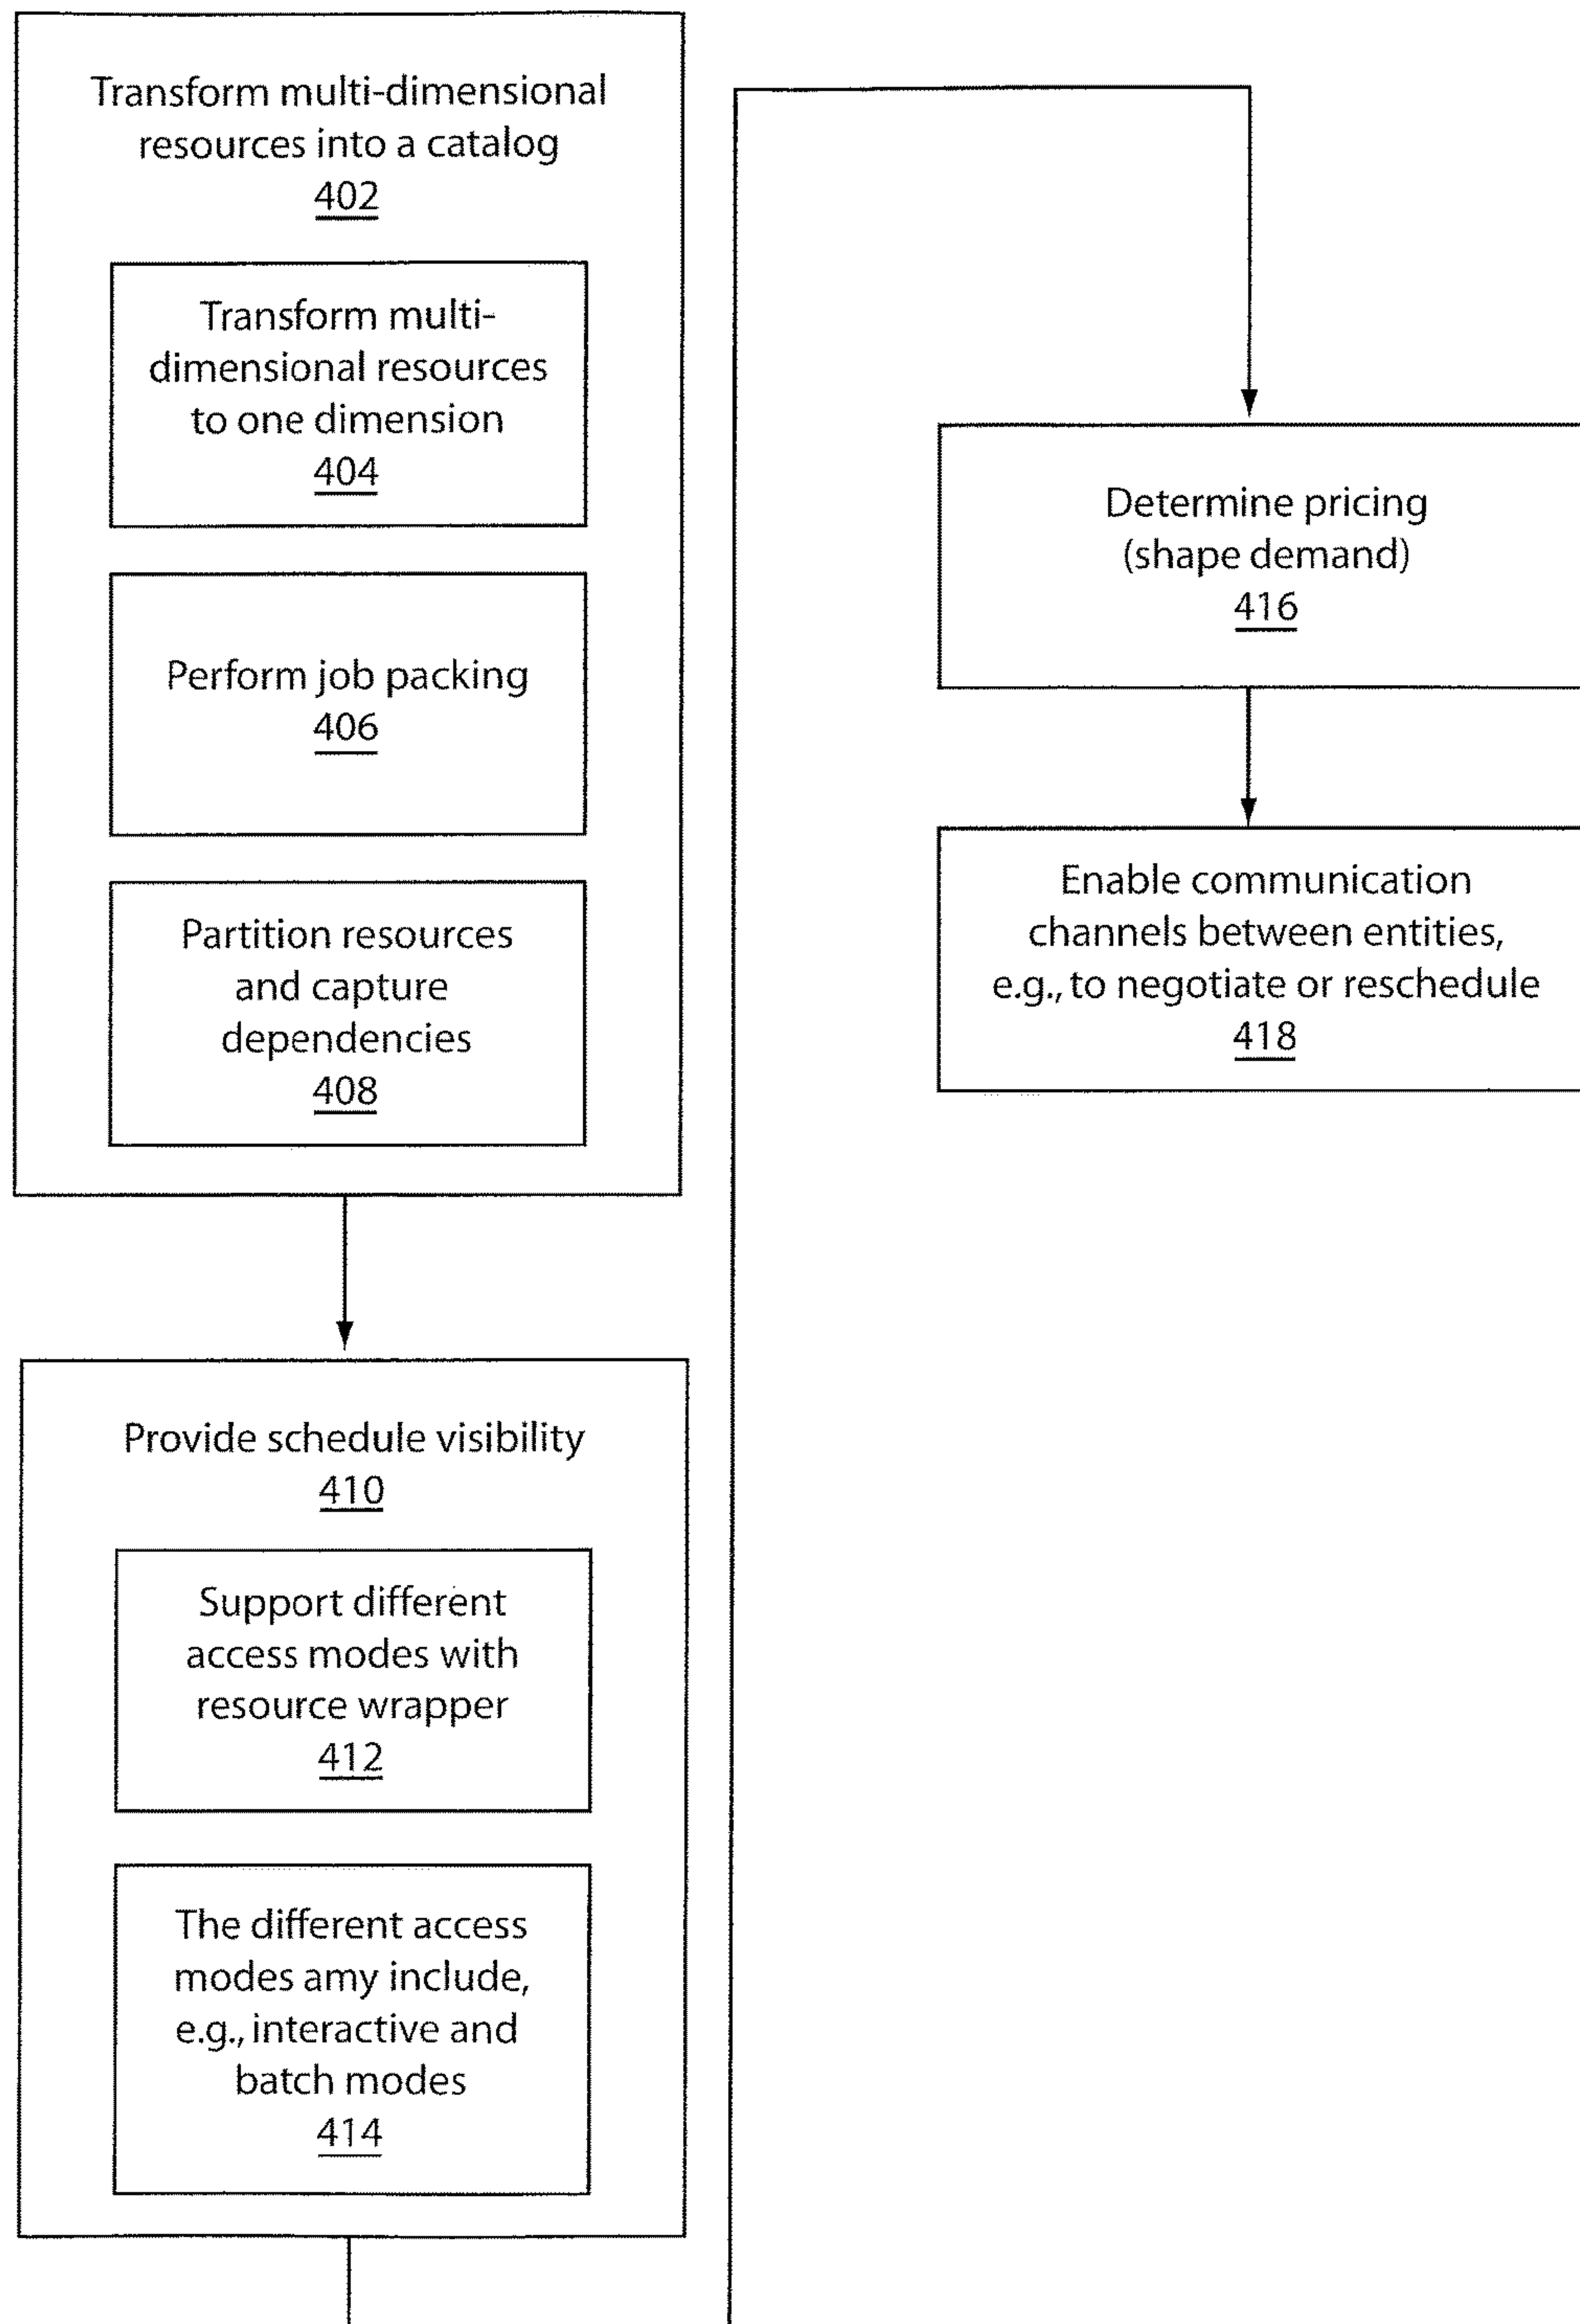 Transform multi-dimensional
resources into a catalog
402
Transform multi-
dimensional resources
to one dimension
404
Perform job packing
406
Partition resources
and capture
dependencies
408
Provide schedule visibility
410
Support different
access modes with
resource wrapper
412
The different access
modes amy include,
e.g., interactive and
batch modes
414
Determine pricing
(shape demand)
416
Enable communication
channels between entities,
e.g., to negotiate or reschedule
418